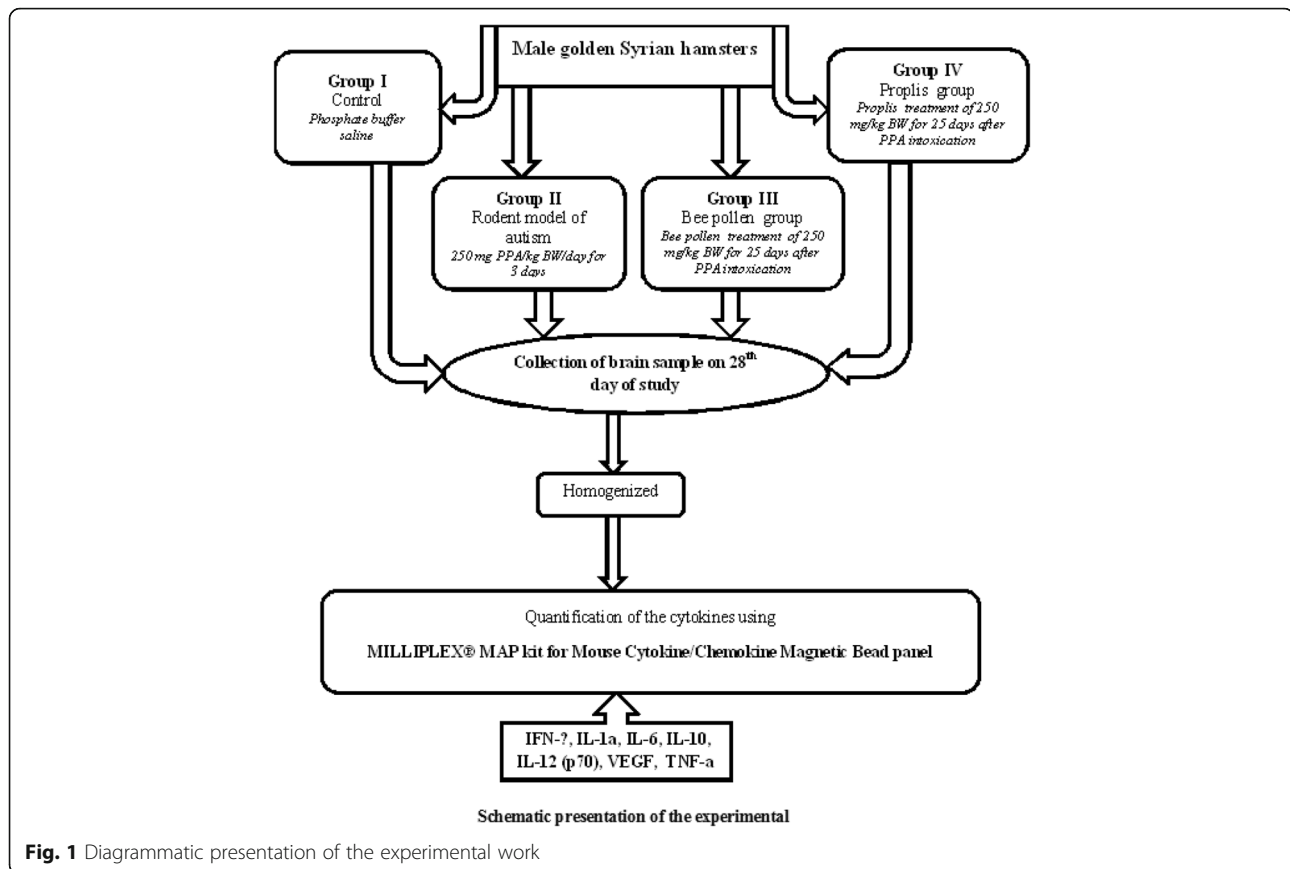 Male golden Syrian hamsters
Group I
Control
Phosphate buffer
saline
Group IV
Proplis group
Proplis treatment of 250
mg/kg BW for 25 days after
PPA intoxication
Group II
Rodent model of
autism
250 mg PPA/kg BW/day for
3 days
Group III
Bee pollen group
Bee pollen treatment of 250
mg/kg BW for 25 days after
PPA intoxication
Collection of brain sample on 28th
day of study
Homogenized
Quantification of the cytokines using
MILLIPLEX® MAP kit for Mouse Cytokine/Chemokine Magnetic Bead panel
IFN-?, IL-1a, IL-6, IL-10,
IL-12 (p70), VEGF, TNF-a
Schematic presentation of the experimental
Fig. 1 Diagrammatic presentation of the experimental work